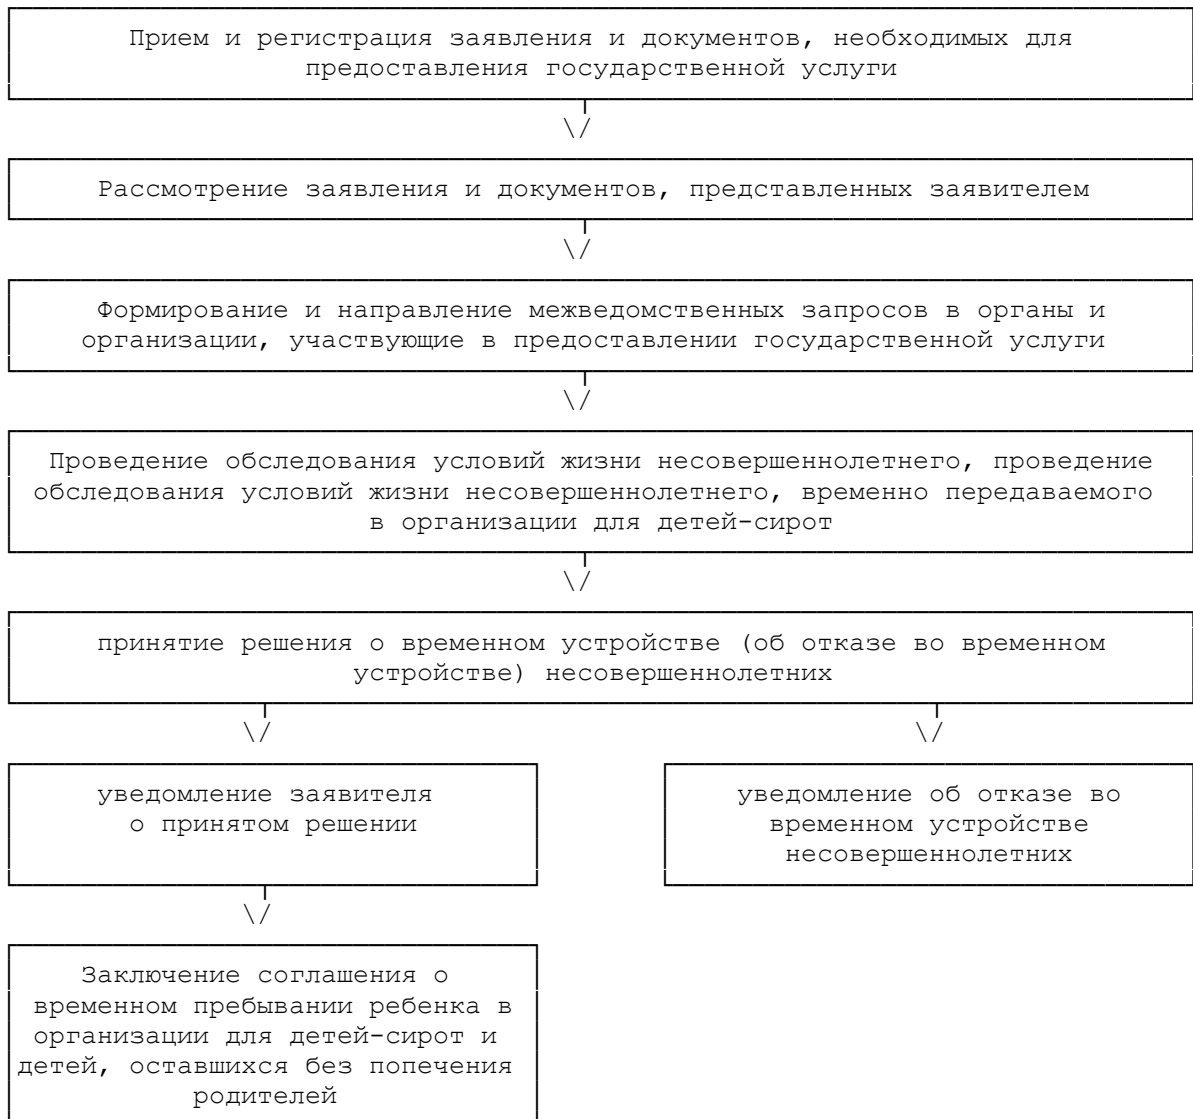 Прием и регистрация заявления и документов, необходимых для
предоставления государственной услуги
\/
Рассмотрение заявления и документов, представленных заявителем
\/
Формирование и направление межведомственных запросов в органы и
организации, участвующие в предоставлении государственной услуги
\/
Проведение обследования условий жизни несовершеннолетнего, проведение
обследования условий жизни несовершеннолетнего, временно передаваемого
в организации для детей-сирот
\/
принятие решения о временном устройстве (об отказе во временном
устройстве) несовершеннолетних
\/ \/
уведомление заявителя
о принятом решении
уведомление об отказе во
временном устройстве
несовершеннолетних
\/
Заключение соглашения о
временном пребывании ребенка в
организации для детей-сирот и
детей, оставшихся без попечения
родителей